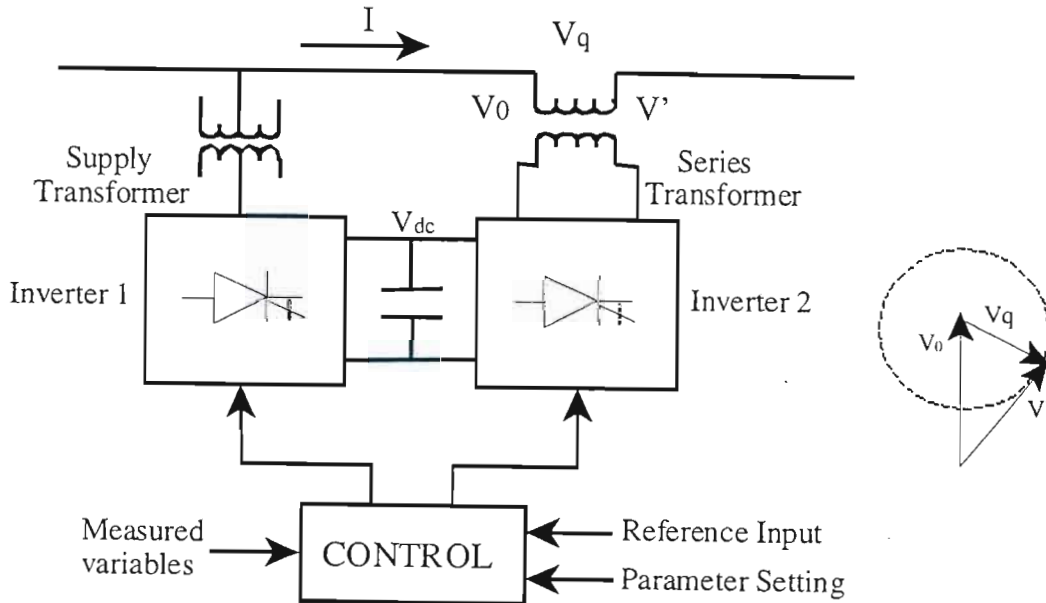 I
Vq
V0
V'
Supply
Transformer
Series
Transformer
Vdc
Inverter 1
Inverter 2
V0
Vq
V
Measured
variables
CONTROL
Reference Input
Parameter Setting